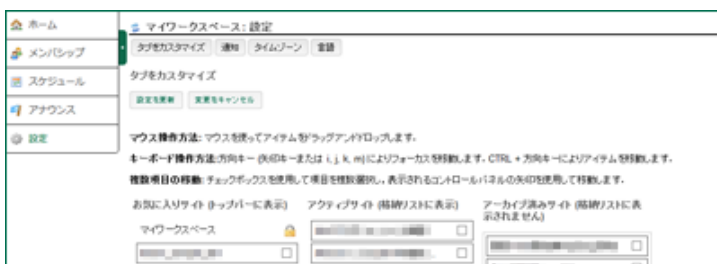 ホーム
メンバシップ
スケジュール
アナウンス
設定
マイワークスペース: 設定
タブをカスタマイズ 通知 タイムゾーン 言語
タブをカスタマイズ
設定を更新 変更をキャンセル
マウス操作方法: マウスを使ってアイテムをドラッグアンドドロップします。
キーボード操作方法:方向キー (矢印キーまたは i, j, k, m)によりフォーカスを移動します. CTRL + 方向キーによりアイテムを移動します.
複数項目の移動: チェックボックスを使用して項目を複数選択し, 表示されるコントロールパネルの矢印を使用して移動します.
お気に入りサイト (トップバーに表示) アクティブサイト (格納リストに表示) アーカイブ済みサイト (格納リストに表
示されません)
マイワークスペース